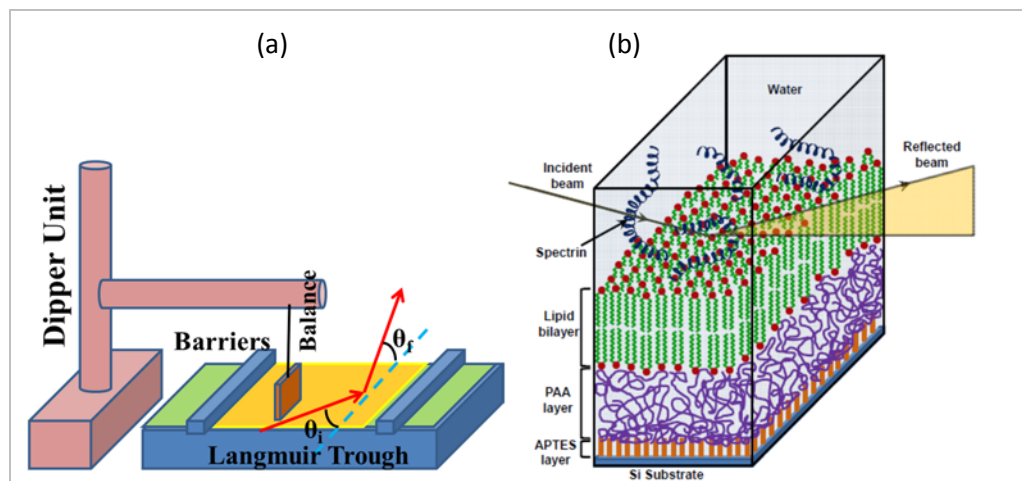 (a)
Dipper Unit
Balance
Barriers
θf
θi
Langmuir Trough
(b)
Water
Incident
beam
Reflected
beam
Spectrin
Lipid
bilayer
PAA
layer
APTES
layer
Si Substrate